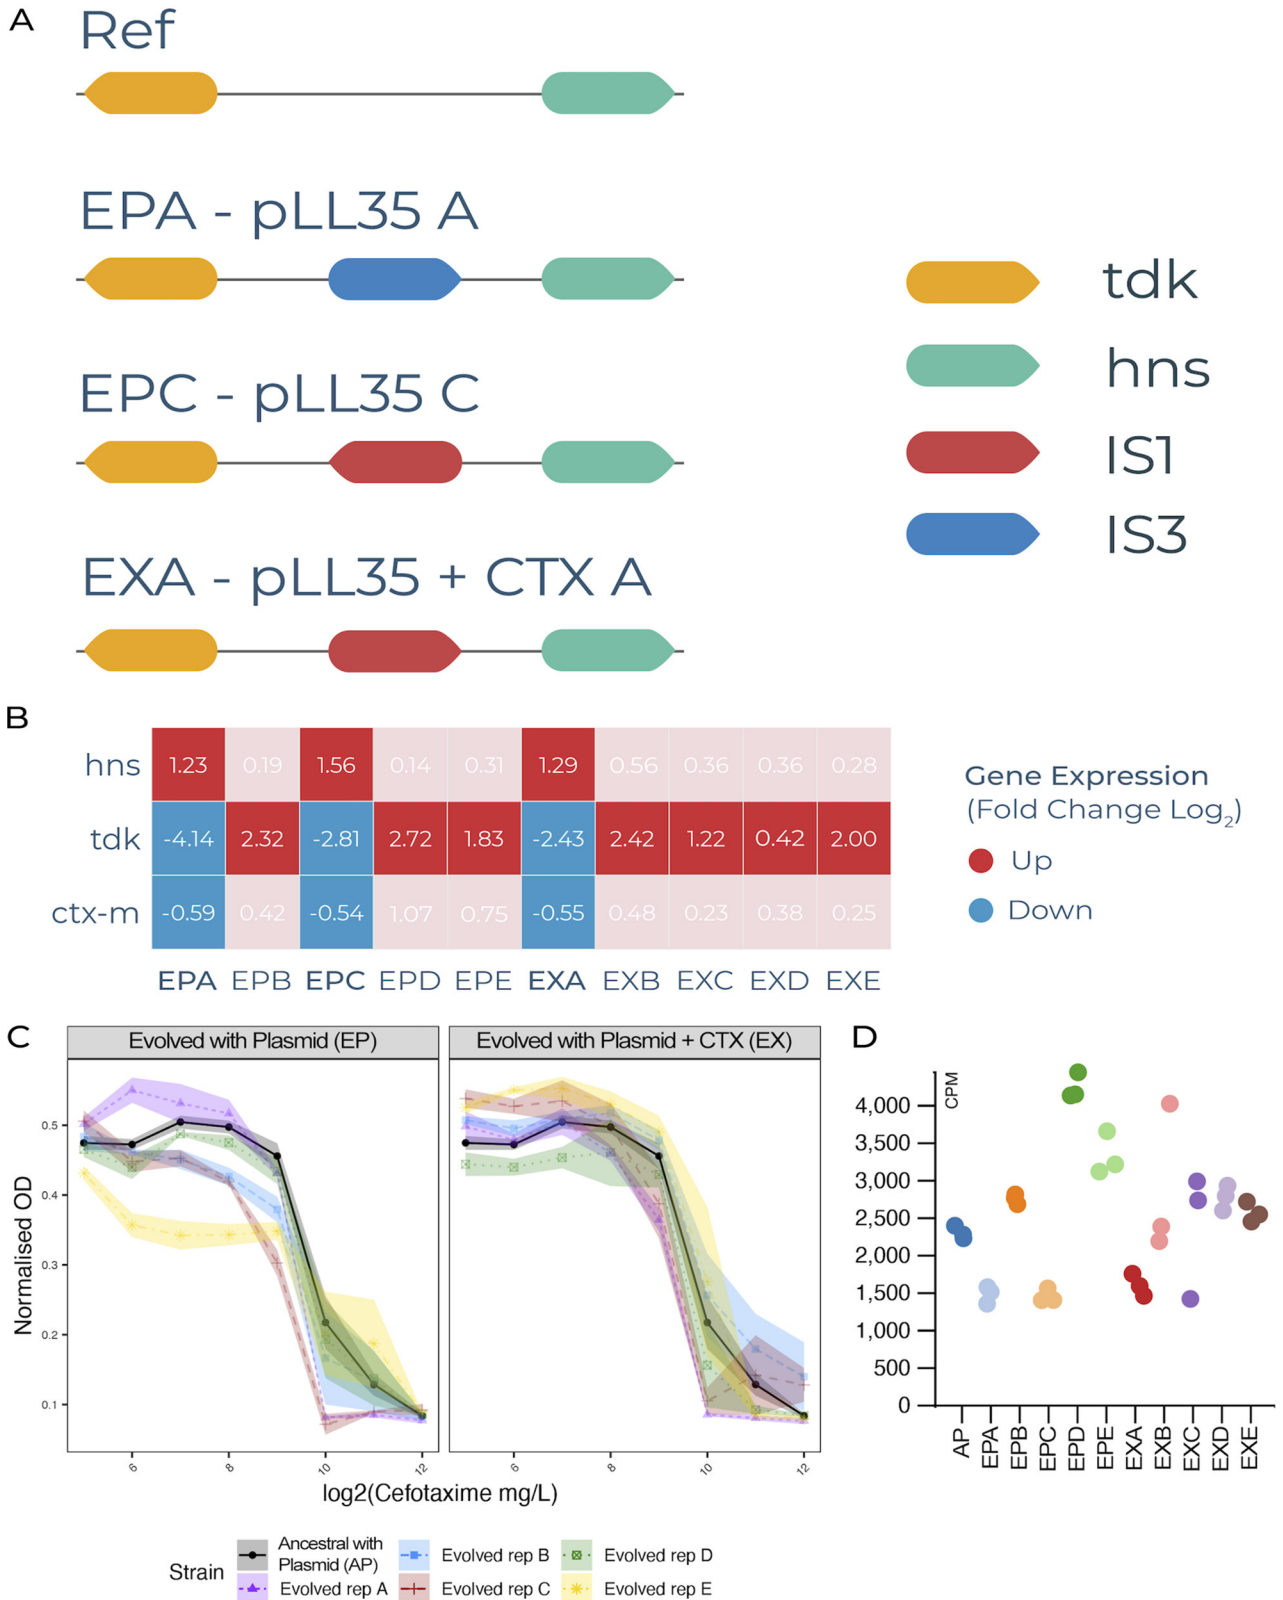 A
Ref
EPA - pLL35 A
EPC - pLL35 C
EXA - pLL35 + CTX A
tdk
hns
IS1
IS3
B
hns 1.23 0.19 1.56 0.14 0.31 1.29 0.56 0.36 0.36 0.28
tdk -4.14 2.32 -2.81 2.72 1.83 -2.43 2.42 1.22 0.42 2.00
ctx-m -0.59 0.42 -0.54 1.07 0.75 -0.55 0.48 0.23 0.38 0.25
EPA EPB EPC EPD EPE EXA EXB EXC EXD EXE
Gene Expression
(Fold Change Log2)
Up
Down
C
Evolved with Plasmid (EP)
Evolved with Plasmid + CTX (EX)
Normalised OD
0.5
0.4
0.3
0.2
0.1
6 8 10 12
6 8 10 12
log2(Cefotaxime mg/L)
Strain
Ancestral with
Plasmid (AP)
Evolved rep A
Evolved rep B
Evolved rep C
Evolved rep D
Evolved rep E
D
CPM
4,000
3,500
3,000
2,500
2,000
1,500
1,000
500
0
AP
EPA
EPB
EPC
EPD
EPE
EXA
EXB
EXC
EXD
EXE